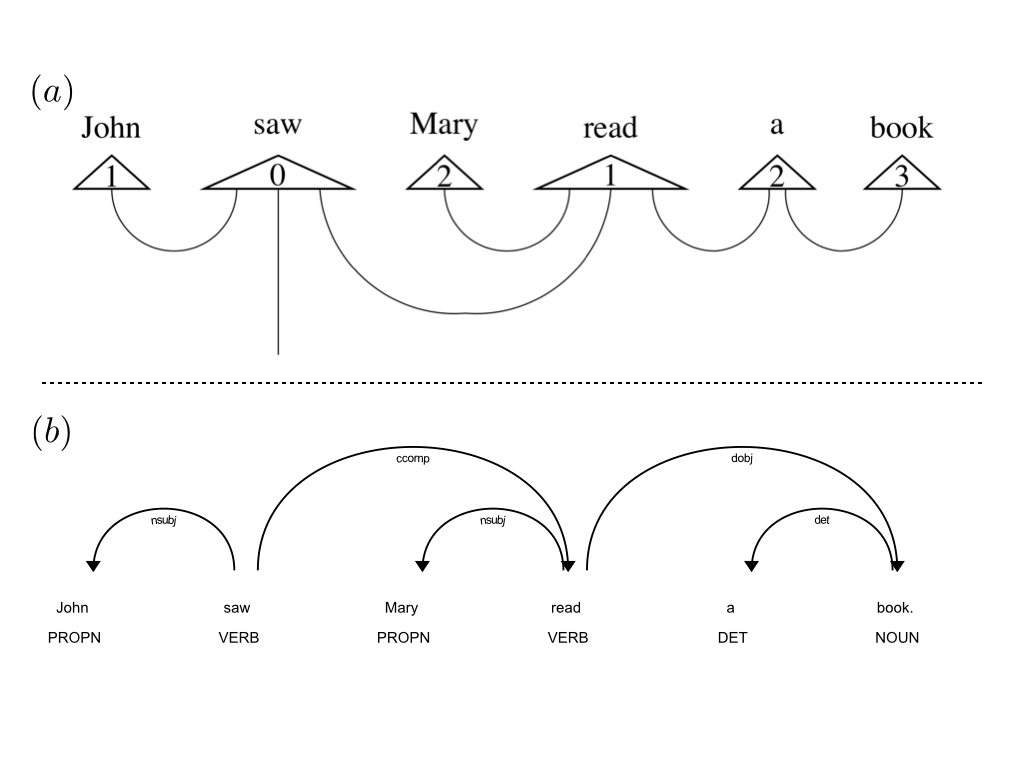 (a)
John saw Mary read a book
1 0 2 1 2 3
(b)
ccomp dobj
nsubj nsubj det
John saw Mary read a book.
PROPN VERB PROPN VERB DET NOUN